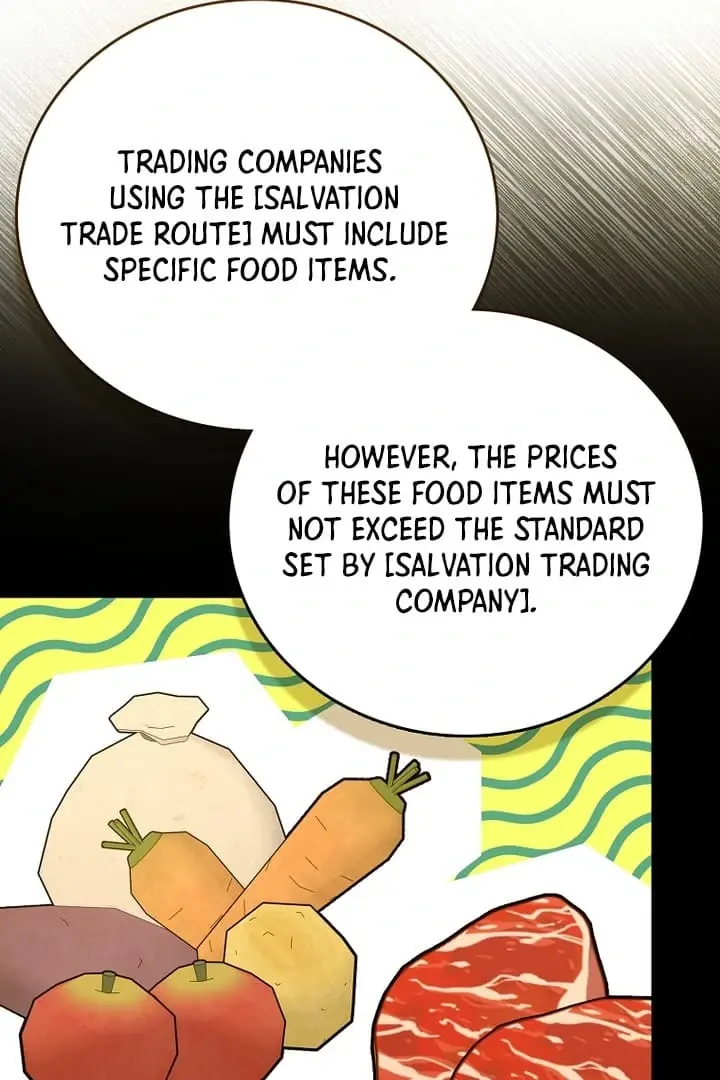 TRADING COMPANIES
USING THE [SALVATION
TRADE ROUTE] MUST INCLUDE
SPECIFIC FOOD ITEMS.
HOWEVER, THE PRICES
OF THESE FOOD ITEMS MUST
NOT EXCEED THE STANDARD
SET BY [SALVATION TRADING
COMPANY].